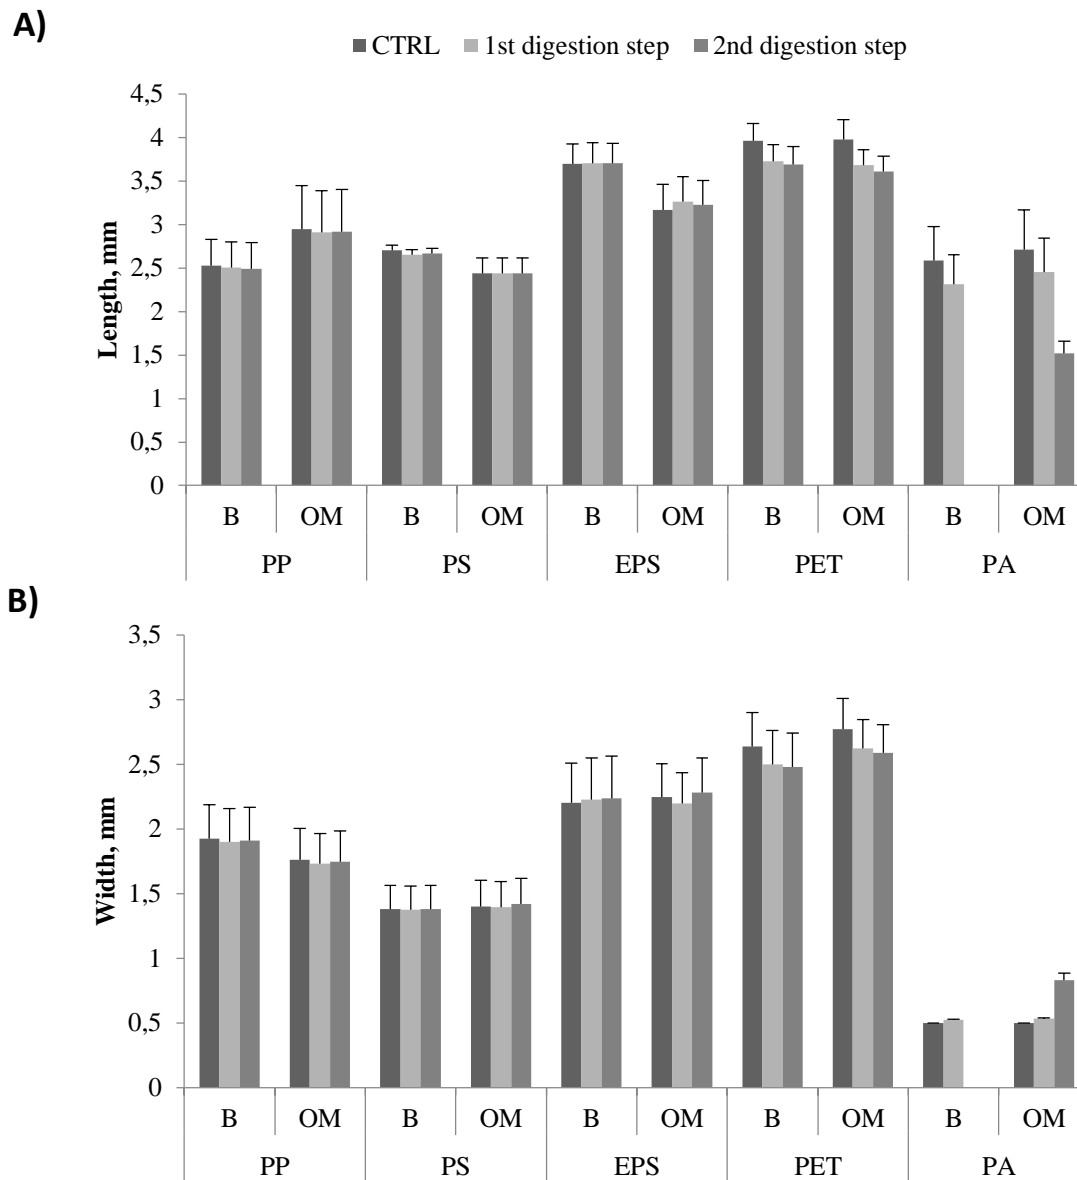 A)
CTRL 1st digestion step 2nd digestion step
4,5
4
3,5
3
2,5
2
1,5
1
0,5
0
Length, mm
B OM B OM B OM B OM B OM
PP PS EPS PET PA
B)
3,5
3
2,5
2
1,5
1
0,5
0
Width, mm
B OM B OM B OM B OM B OM
PP PS EPS PET PA